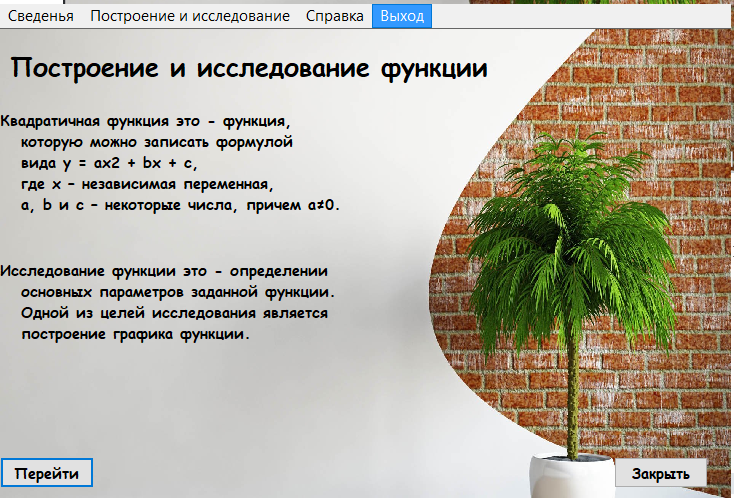 Сведенья Построение и исследование Справка Выход
Построение и исследование функции
Квадратичная функция это - функция,
которую можно записать формулой
вида y = ax2 + bx + c,
где x – независимая переменная,
a, b и c – некоторые числа, причем a≠0.
Исследование функции это - определении
основных параметров заданной функции.
Одной из целей исследования является
построение графика функции.
Перейти Закрыть